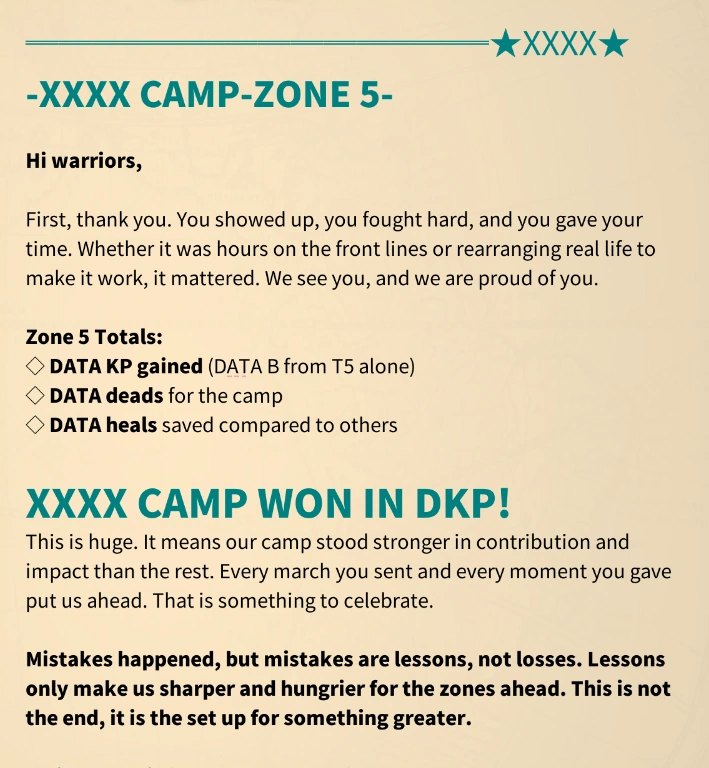 ★XXXX★
-XXXX CAMP-ZONE 5-
Hi warriors,
First, thank you. You showed up, you fought hard, and you gave your
time. Whether it was hours on the front lines or rearranging real life to
make it work, it mattered. We see you, and we are proud of you.
Zone 5 Totals:
◇ DATA KP gained (DATA B from T5 alone)
◇ DATA deads for the camp
◇ DATA heals saved compared to others
XXXX CAMP WON IN DKP!
This is huge. It means our camp stood stronger in contribution and
impact than the rest. Every march you sent and every moment you gave
put us ahead. That is something to celebrate.
Mistakes happened, but mistakes are lessons, not losses. Lessons
only make us sharper and hungrier for the zones ahead. This is not
the end, it is the set up for something greater.